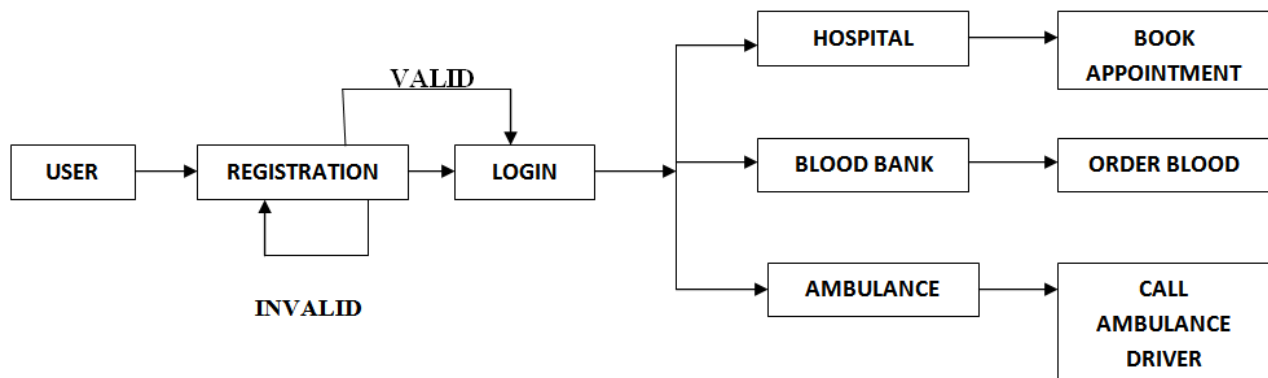 USER
REGISTRATION
VALID
INVALID
LOGIN
HOSPITAL
BOOK
APPOINTMENT
BLOOD BANK
ORDER BLOOD
AMBULANCE
CALL
AMBULANCE
DRIVER